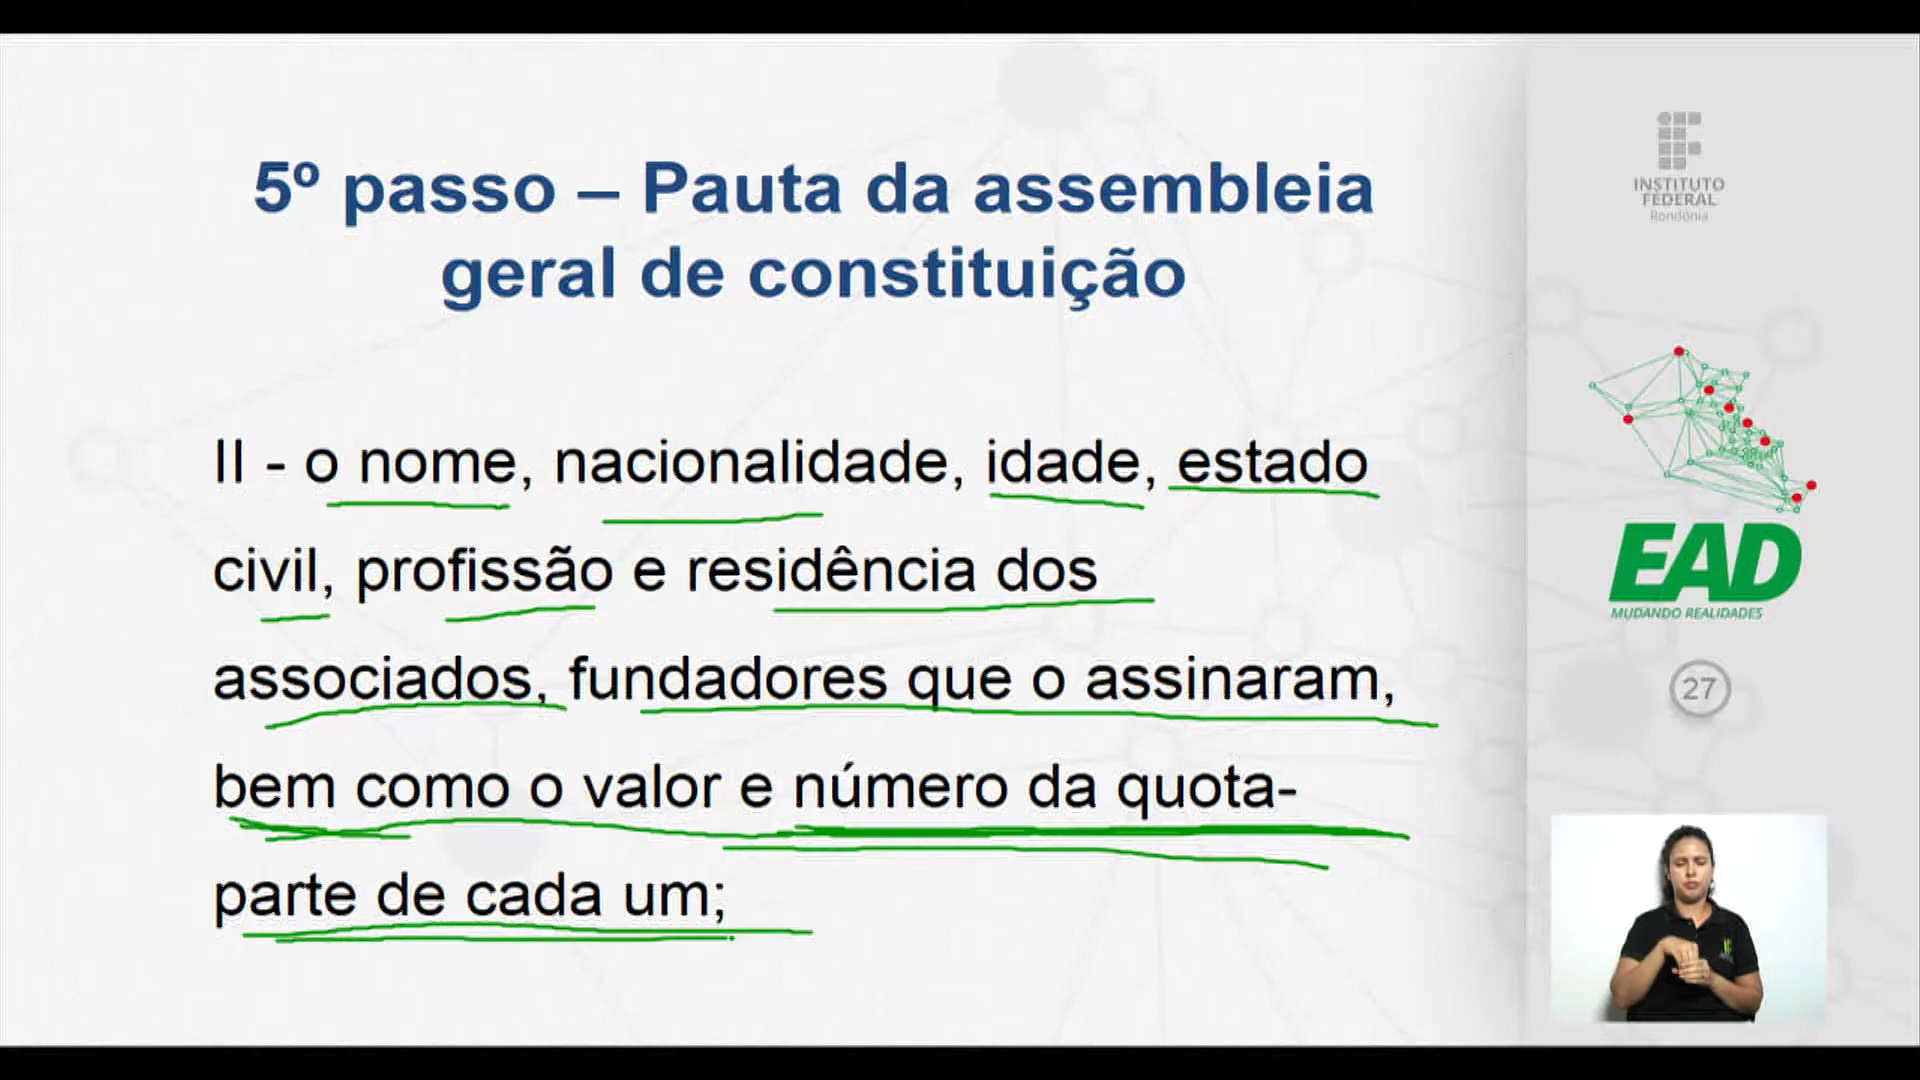 5º passo – Pauta da assembleia
geral de constituição
II - o nome, nacionalidade, idade, estado
civil, profissão e residência dos
associados, fundadores que o assinaram,
bem como o valor e número da quota-
parte de cada um;
INSTITUTO
FEDERAL
Rondônia
EAD
MUDANDO REALIDADES
27